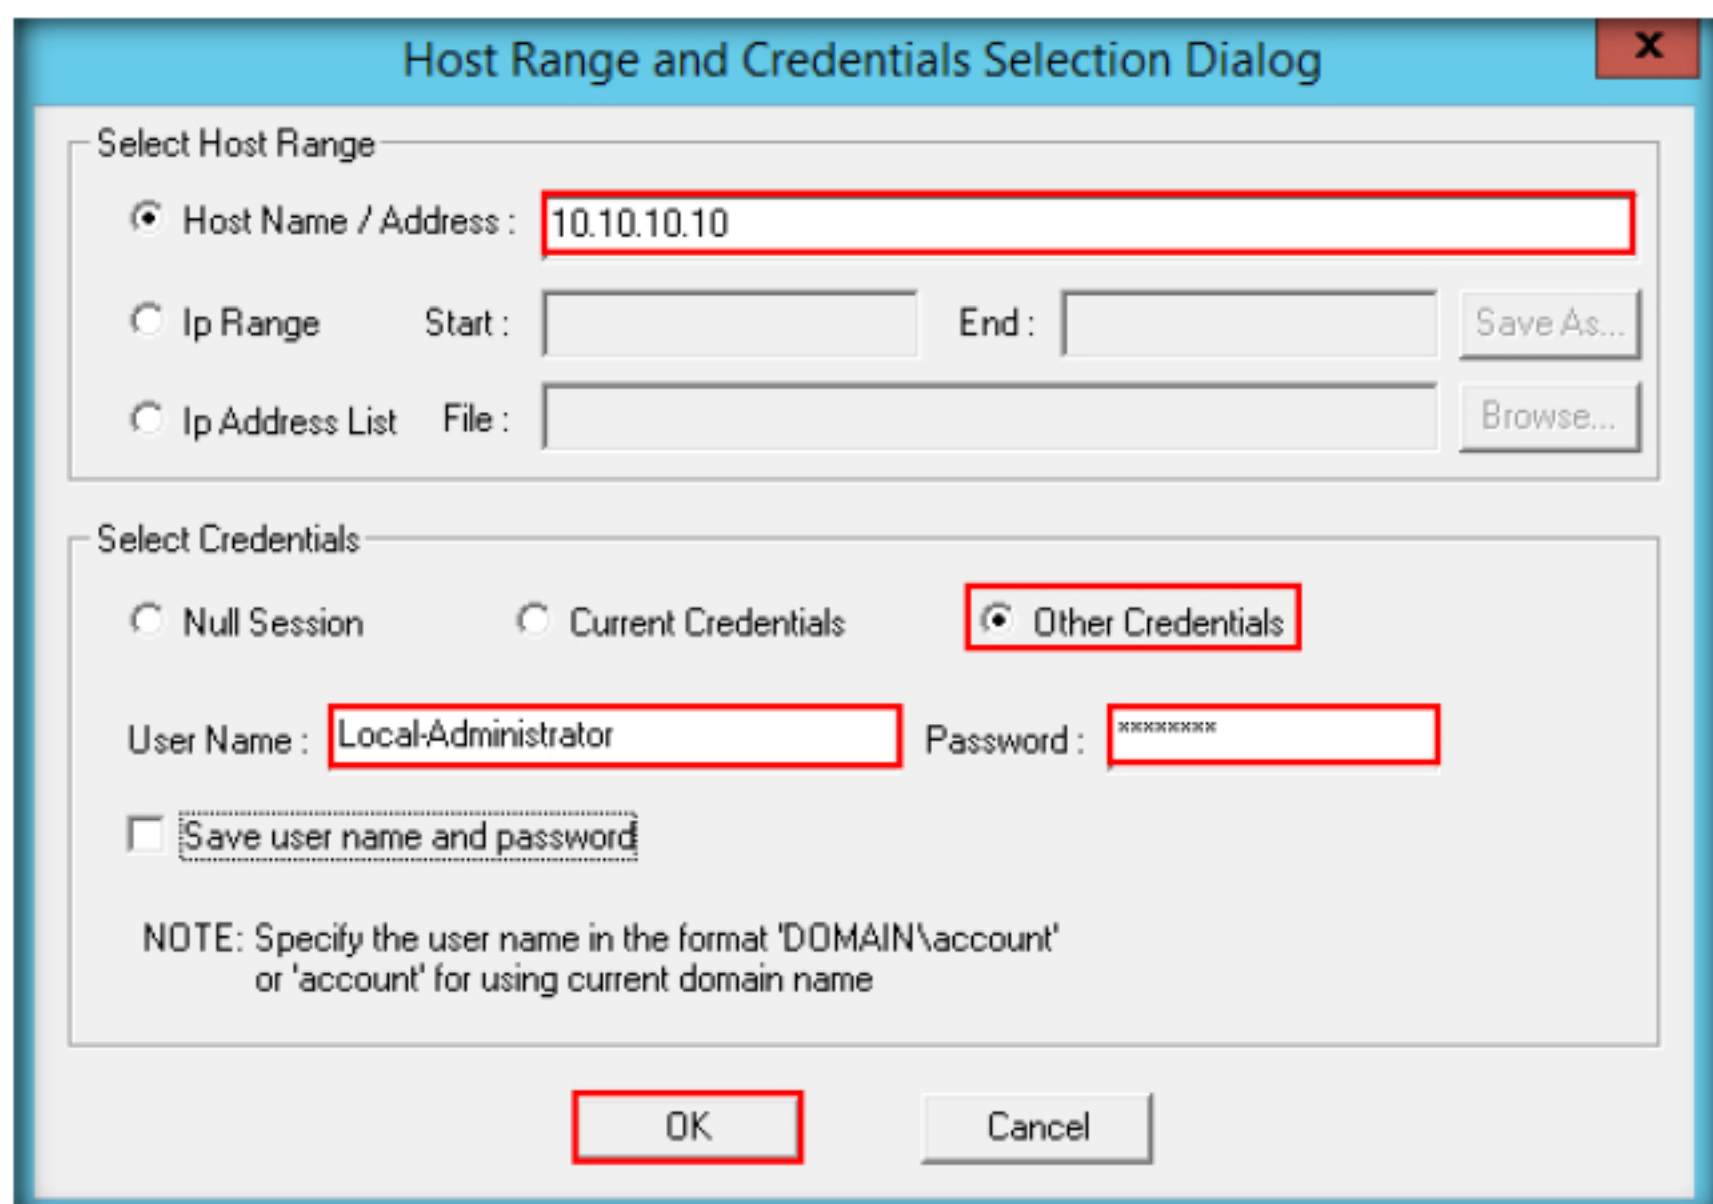 Host Range and Credentials Selection Dialog
x
Select Host Range
Host Name / Address : 10.10.10.10
Ip Range Start : End : Save As...
Ip Address List File : Browse...
Select Credentials
Null Session Current Credentials Other Credentials
User Name : Local-Administrator Password : ********
Save user name and password
NOTE: Specify the user name in the format 'DOMAIN\account'
or 'account' for using current domain name
OK Cancel